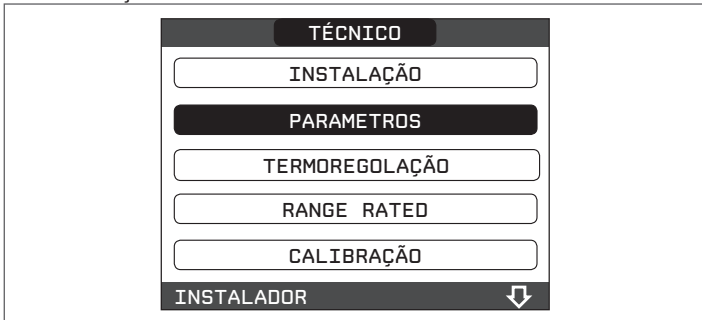 TÉCNICO
INSTALAÇÃO
PARAMETROS
TERMOREGOLAÇÃO
RANGE RATED
CALIBRAÇÃO
INSTALADOR